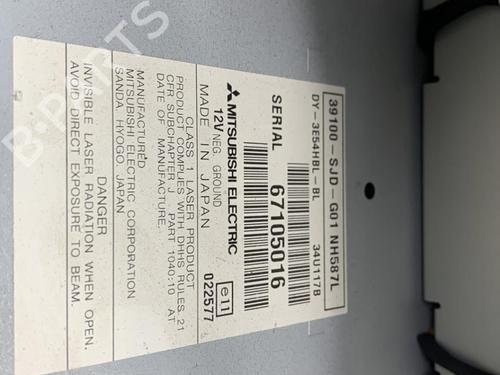 39100-SJD-G01 NH587L
DY-3E54HBL-BL
34U117B
SERIAL 67105016
MITSUBISHI ELECTRIC
12V NEG. GROUND
MADE IN JAPAN
e11
022577
CLASS 1 LASER PRODUCT
PRODUCT COMPLIES WITH DHHS RULES 21
CFR SUBCHAPTER J, PART 1040:10 AT
DATE OF MANUFACTURE.
MANUFACTURED
MITSUBISHI ELECTRIC CORPORATION
SANDA, HYOGO, JAPAN
DANGER
INVISIBLE LASER RADIATION WHEN OPEN.
AVOID DIRECT EXPOSURE TO BEAM.
B-PARTS